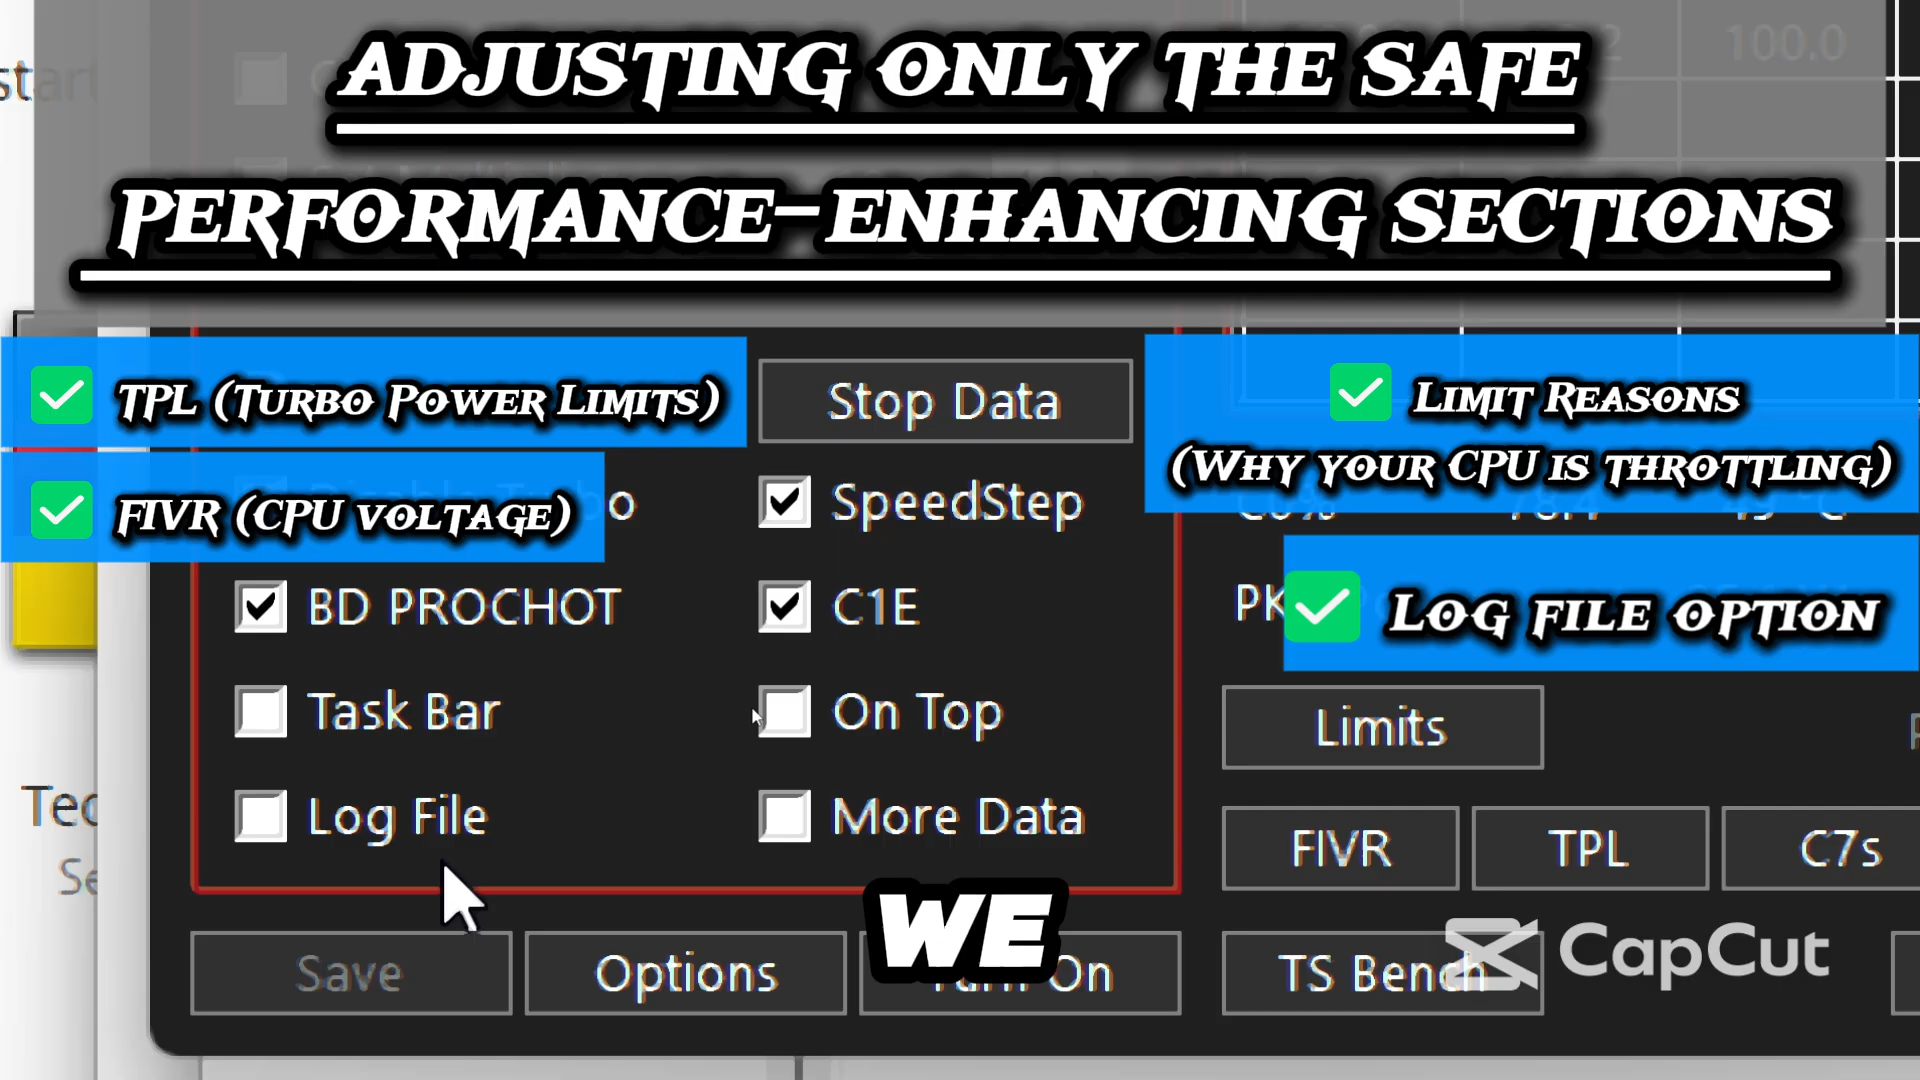 ADJUSTING ONLY THE SAFE
PERFORMANCE-ENHANCING SECTIONS
100.0
TPL (TURBO POWER LIMITS)
FIVR (CPU VOLTAGE)
LIMIT REASONS
(WHY YOUR CPU IS THROTTLING)
LOG FILE OPTION
Stop Data
SpeedStep
BD PROCHOT
C1E
Task Bar
On Top
Log File
More Data
Limits
FIVR
TPL
C7s
Save
Options
WE
On
TS Bench
CapCut